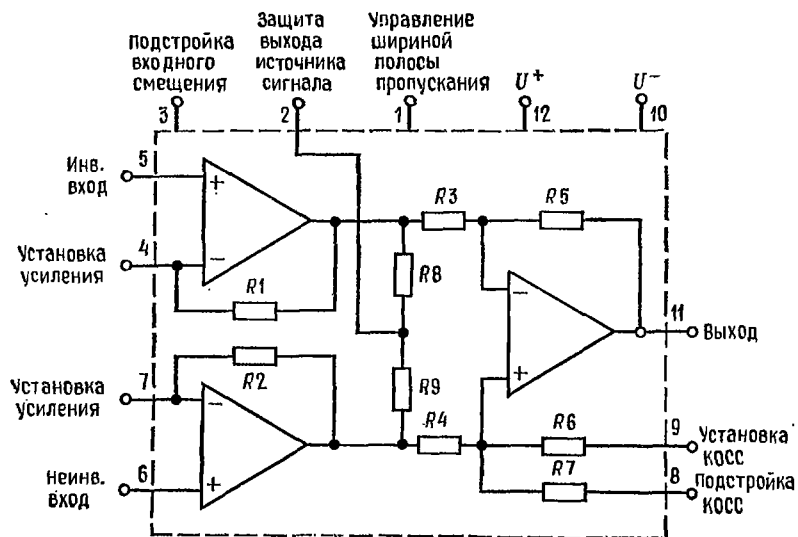 Подстройка
входного
смещения
Защита
выхода
источника
сигнала
Управление
шириной
полосы
пропускания
U+
U−
3
2
1
12
10
5
Инв.
вход
+
R3
R5
4
Установка
усиления
−
R1
R8
−
11
Выход
+
7
Установка
усиления
R2
−
R9
R4
R6
9
Установка
КОСС
6
Неинв.
вход
+
R7
8
Подстройка
КОСС